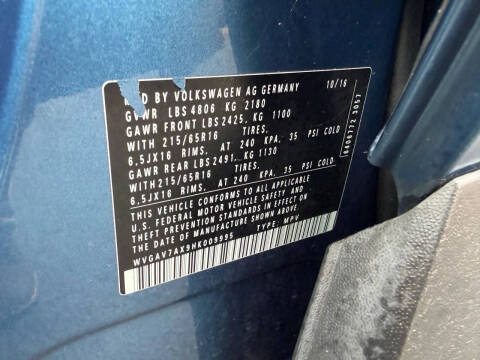 D BY VOLKSWAGEN AG GERMANY 10/16
GVWR LBS 4806 KG 2180
GAWR FRONT LBS 2425, KG 1100
WITH 215/65R16 TIRES.
6.5JX16 RIMS. AT 240 KPA. 35 PSI COLD
GAWR REAR LBS 2491, KG 1130
WITH 215/65R16 TIRES.
6.5JX16 RIMS. AT 240 KPA. 35 PSI COLD
THIS VEHICLE CONFORMS TO ALL APPLICABLE
U.S. FEDERAL MOTOR VEHICLE SAFETY AND
THEFT PREVENTION STANDARDS IN EFFECT ON
THE DATE OF MANUFACTURE SHOWN ABOVE.
WVGAV7AX9HK009995 TYPE: MPV
6400772 3057